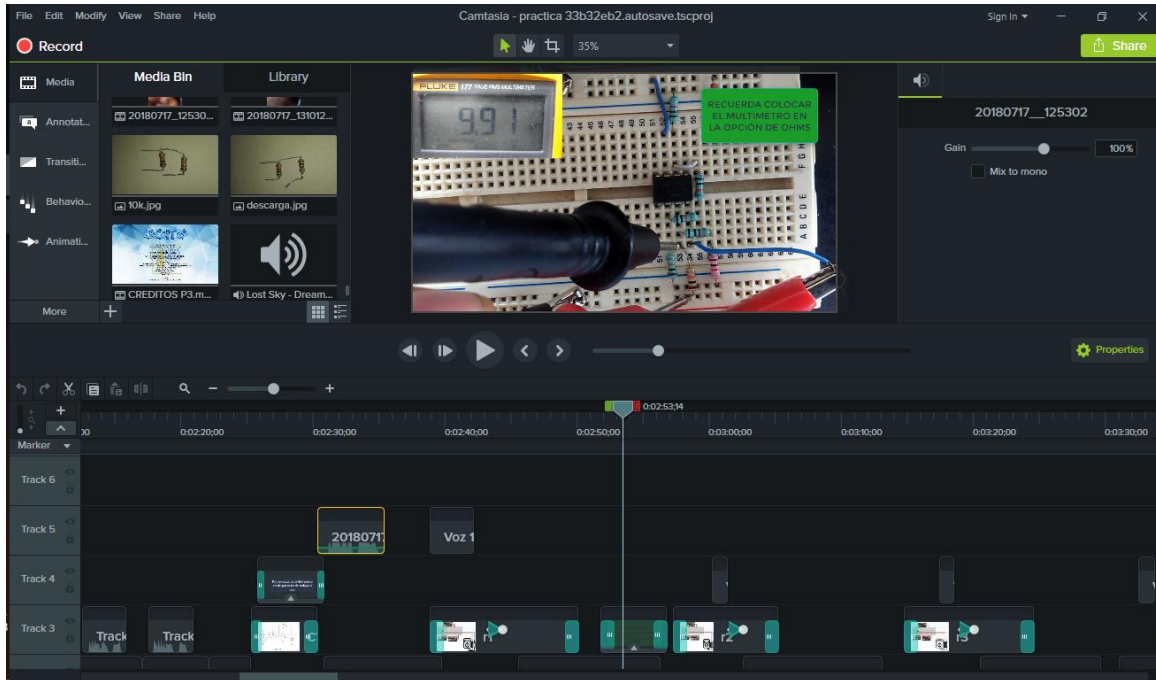 File Edit Modify View Share Help
Camtasia - practica 33b32eb2.autosave.tscproj
Sign In
Record
35%
Share
Media
Annotat...
Transiti...
Behavio...
Animati...
More
Media Bin
Library
20180717_12530...
20180717_131012...
10k.jpg
descarga.jpg
CREDITOS P3.m...
Lost Sky - Dream...
FLUKE 177 TRUE RMS MULTIMETER
9.91
RECUERDA COLOCAR
EL MULTIMETRO EN
LA OPCIÓN DE OHMS
20180717__125302
Gain
100%
Mix to mono
Properties
0:02:53;14
0:02:20;00
0:02:30;00
0:02:40;00
0:02:50;00
0:03:00;00
0:03:10;00
0:03:20;00
0:03:30;00
Marker
Track 6
Track 5
2018071
Voz 1
Track 4
Track 3
Track
Track
r1
r2
r3